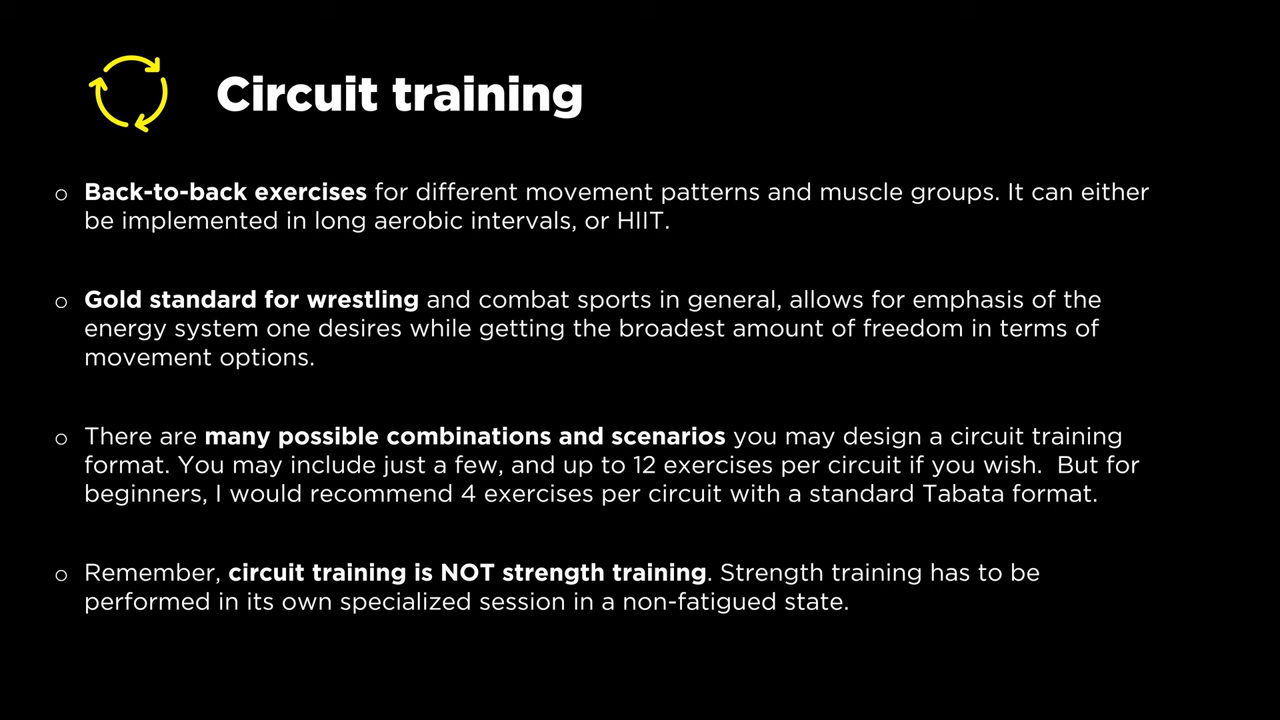 Circuit training
○ Back-to-back exercises for different movement patterns and muscle groups. It can either
be implemented in long aerobic intervals, or HIIT.
○ Gold standard for wrestling and combat sports in general, allows for emphasis of the
energy system one desires while getting the broadest amount of freedom in terms of
movement options.
○ There are many possible combinations and scenarios you may design a circuit training
format. You may include just a few, and up to 12 exercises per circuit if you wish.  But for
beginners, I would recommend 4 exercises per circuit with a standard Tabata format.
○ Remember, circuit training is NOT strength training. Strength training has to be
performed in its own specialized session in a non-fatigued state.